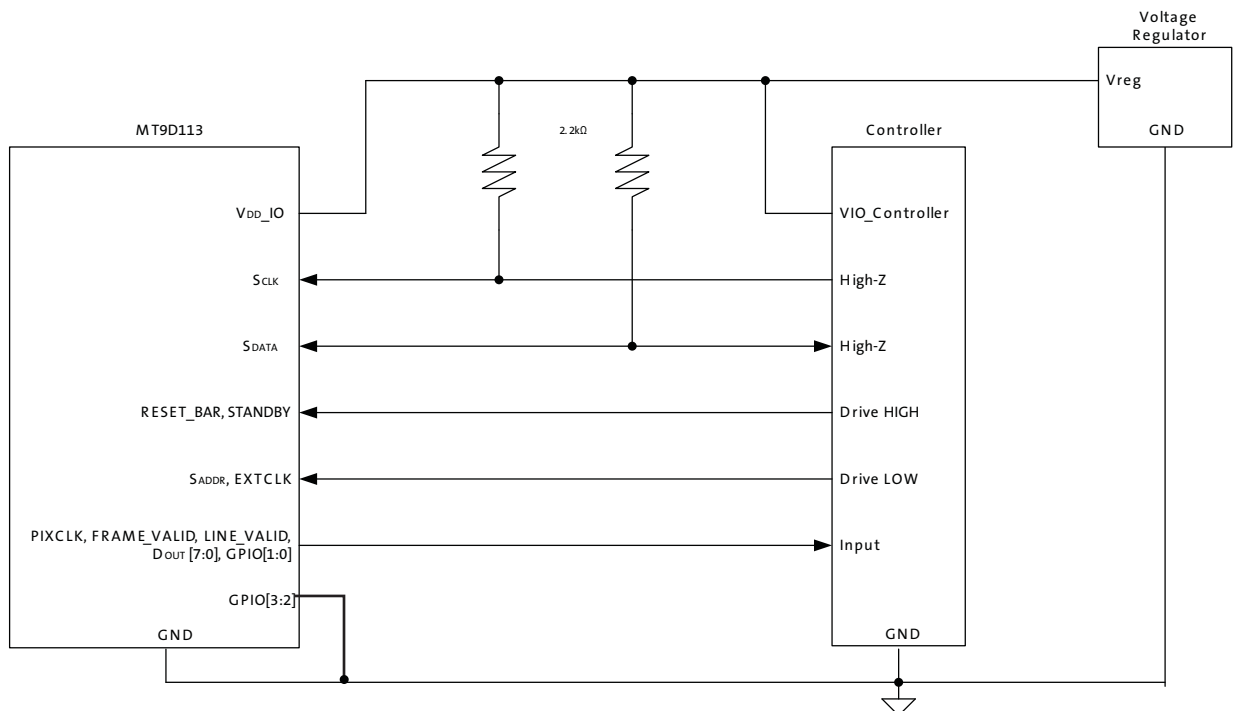 Voltage
Regulator
Vreg
GND
MT9D113
2.2kΩ
Controller
VDD_IO
VIO_Controller
SCLK
High-Z
SDATA
High-Z
RESET_BAR, STANDBY
Drive HIGH
SADDR, EXTCLK
Drive LOW
PIXCLK, FRAME_VALID, LINE_VALID,
DOUT [7:0], GPIO[1:0]
Input
GPIO[3:2]
GND
GND